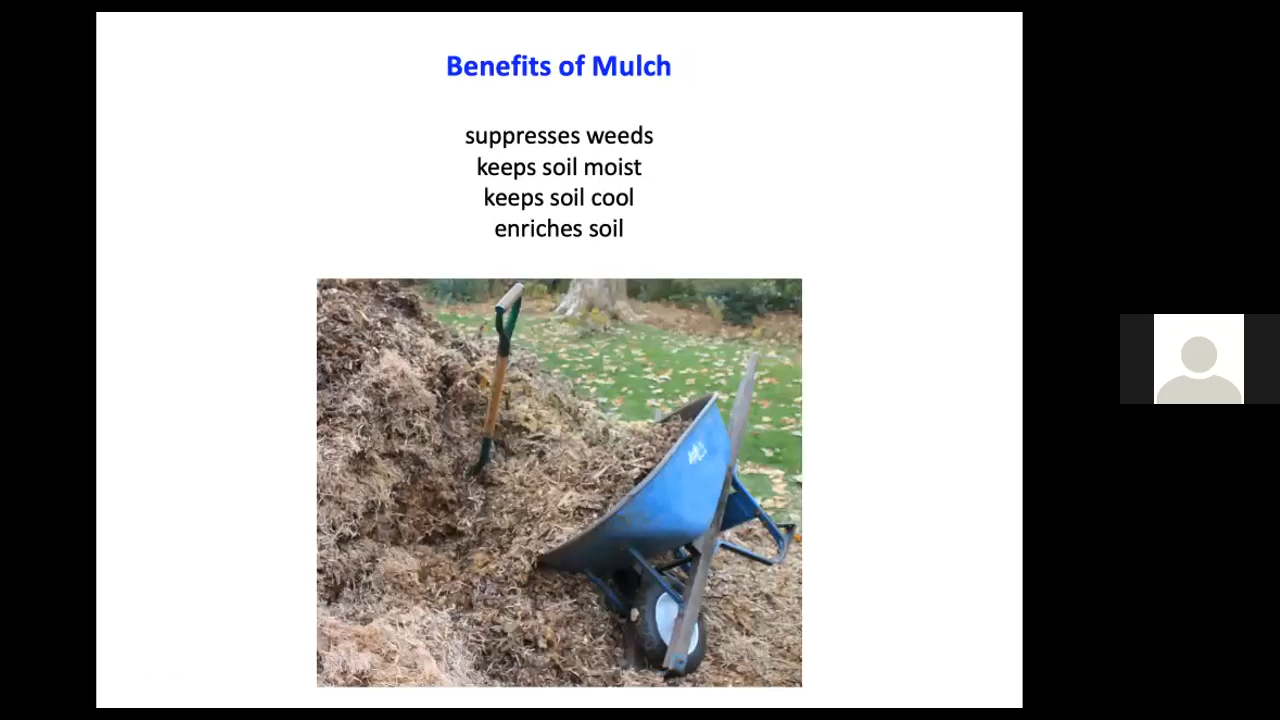 Benefits of Mulch
suppresses weeds
keeps soil moist
keeps soil cool
enriches soil